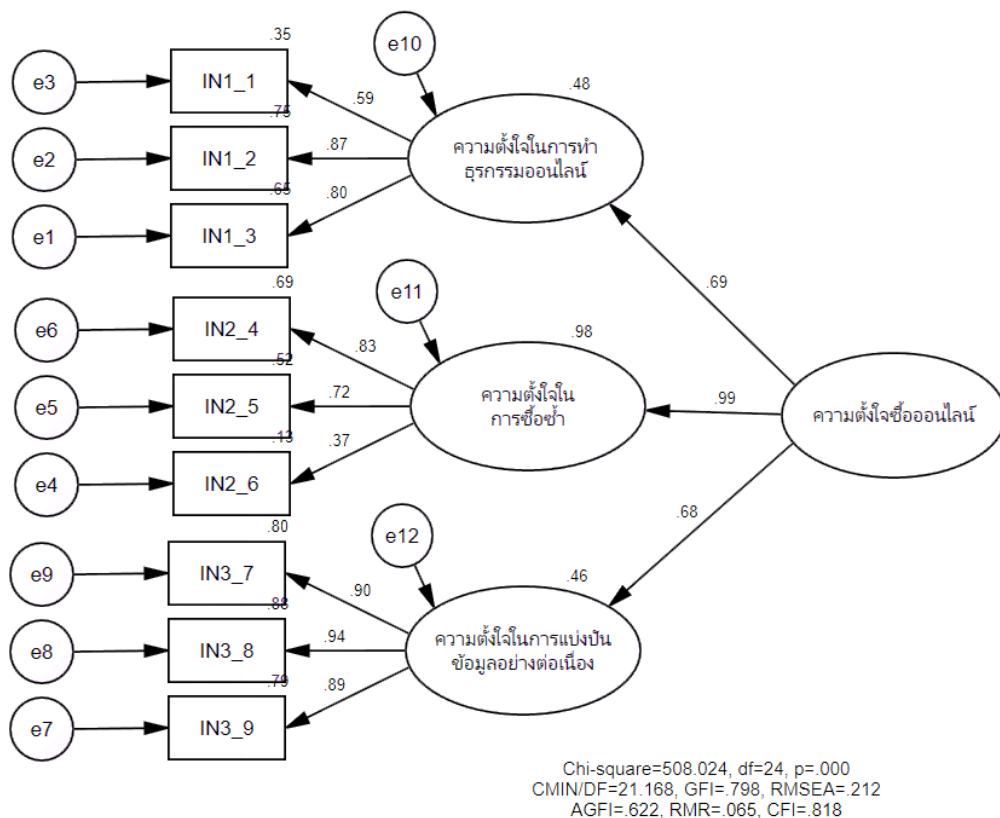 .35
e10
e3
IN1_1
.59
.48
.75
e2
IN1_2
.87
ความตั้งใจในการทำ
ธุรกรรมออนไลน์
.65
.80
e1
IN1_3
.69
.69
e11
e6
IN2_4
.83
.98
.52
e5
IN2_5
.72
ความตั้งใจใน
การซื้อซ้ำ
.99
ความตั้งใจซื้อออนไลน์
.13
.37
e4
IN2_6
.68
.80
e12
e9
IN3_7
.90
.46
.88
e8
IN3_8
.94
ความตั้งใจในการแบ่งปัน
ข้อมูลอย่างต่อเนื่อง
.79
.89
e7
IN3_9
Chi-square=508.024, df=24, p=.000
CMIN/DF=21.168, GFI=.798, RMSEA=.212
AGFI=.622, RMR=.065, CFI=.818